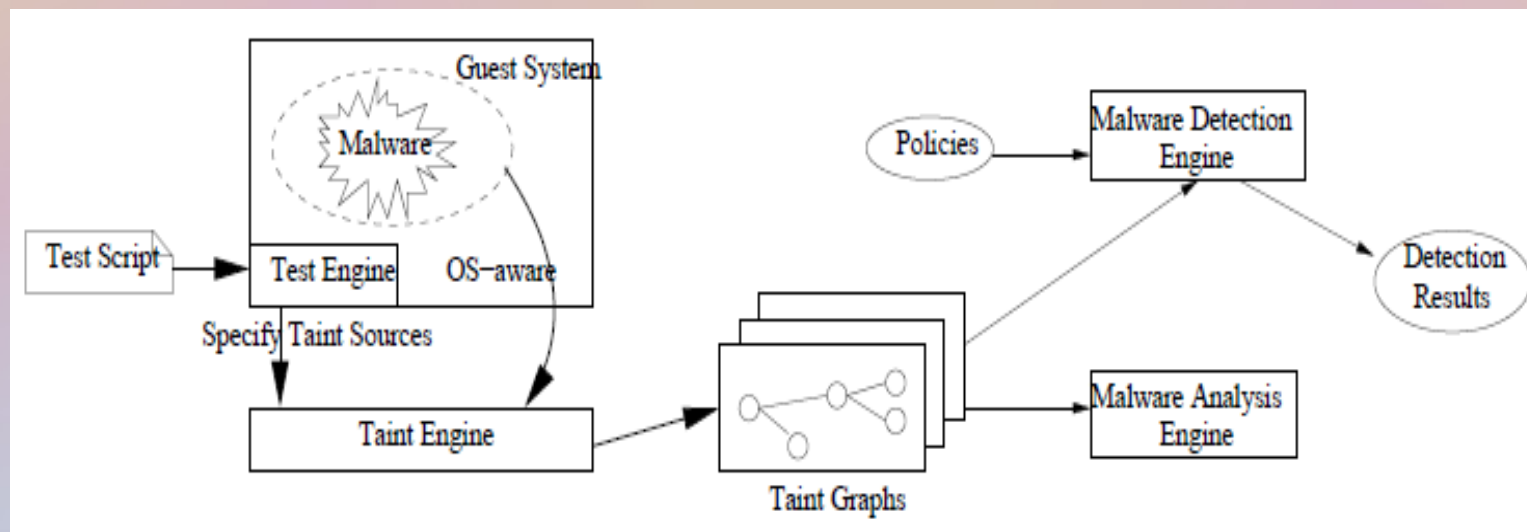 Guest System
Malware
Test Script
Test Engine
OS-aware
Specify Taint Sources
Taint Engine
Taint Graphs
Policies
Malware Detection
Engine
Detection
Results
Malware Analysis
Engine